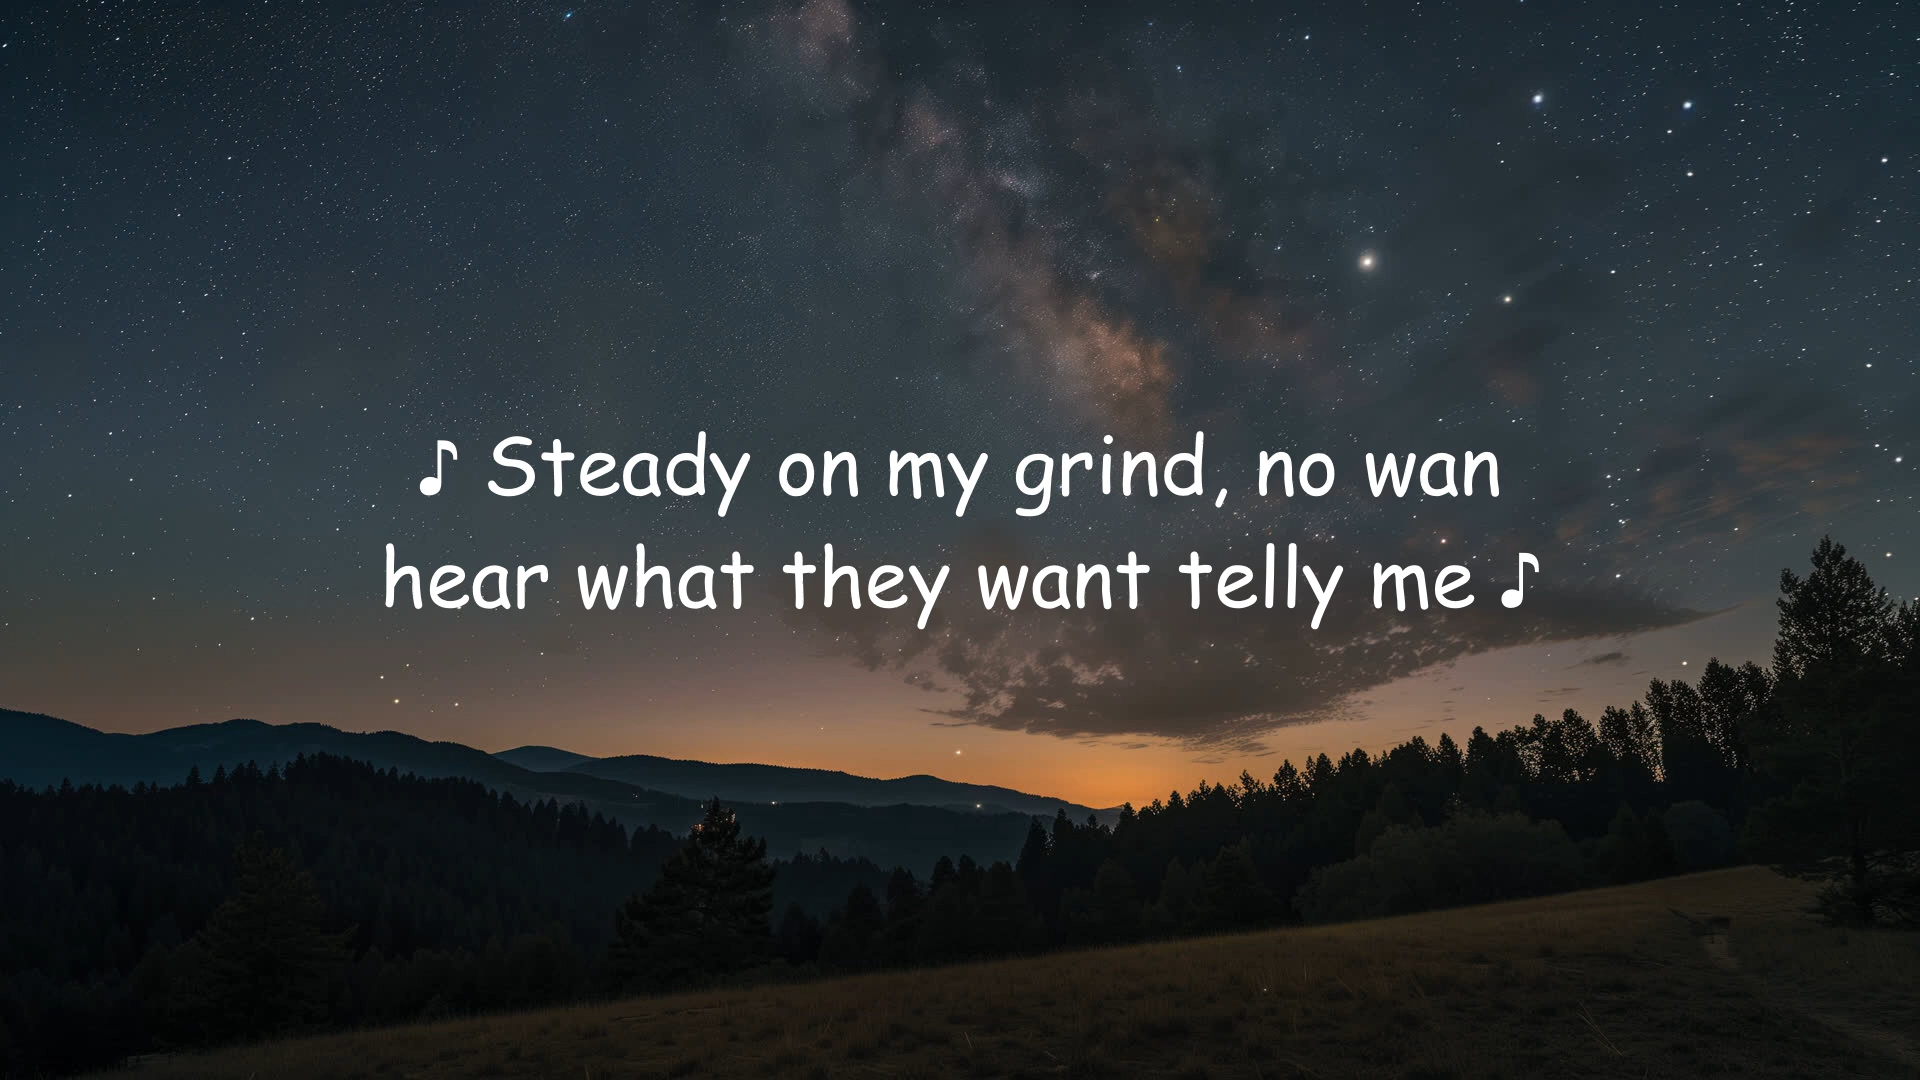 ♪ Steady on my grind, no wan
hear what they want telly me ♪